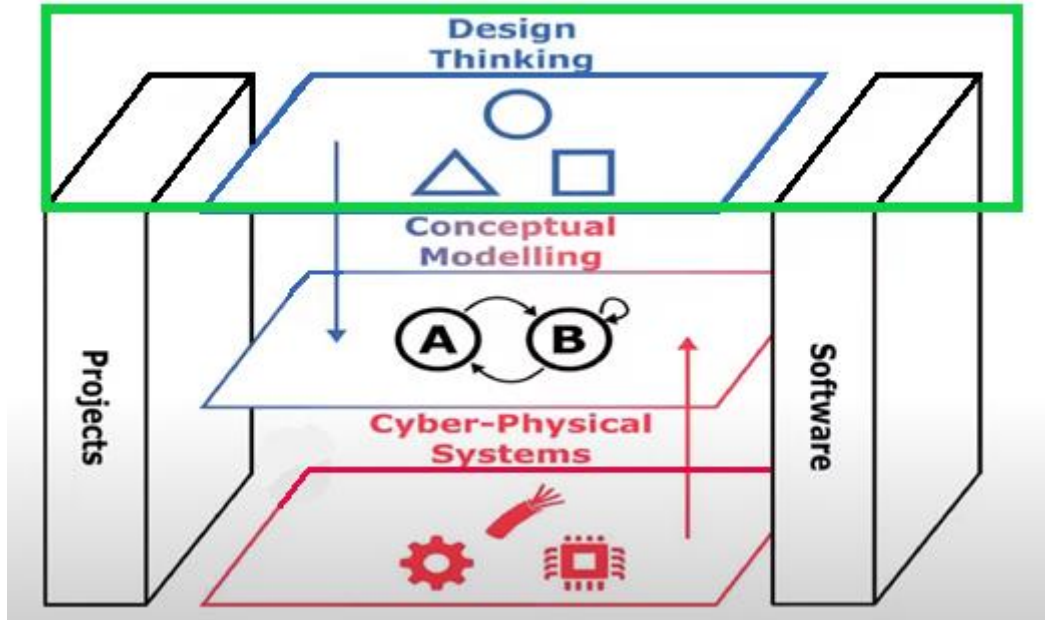 Design
Thinking
Conceptual
Modelling
A
B
Projects
Software
Cyber-Physical
Systems